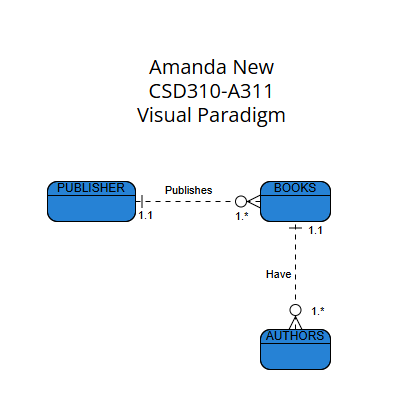 Amanda New
CSD310-A311
Visual Paradigm
PUBLISHER
Publishes
BOOKS
1.1
1.*
1.1
Have
1.*
AUTHORS